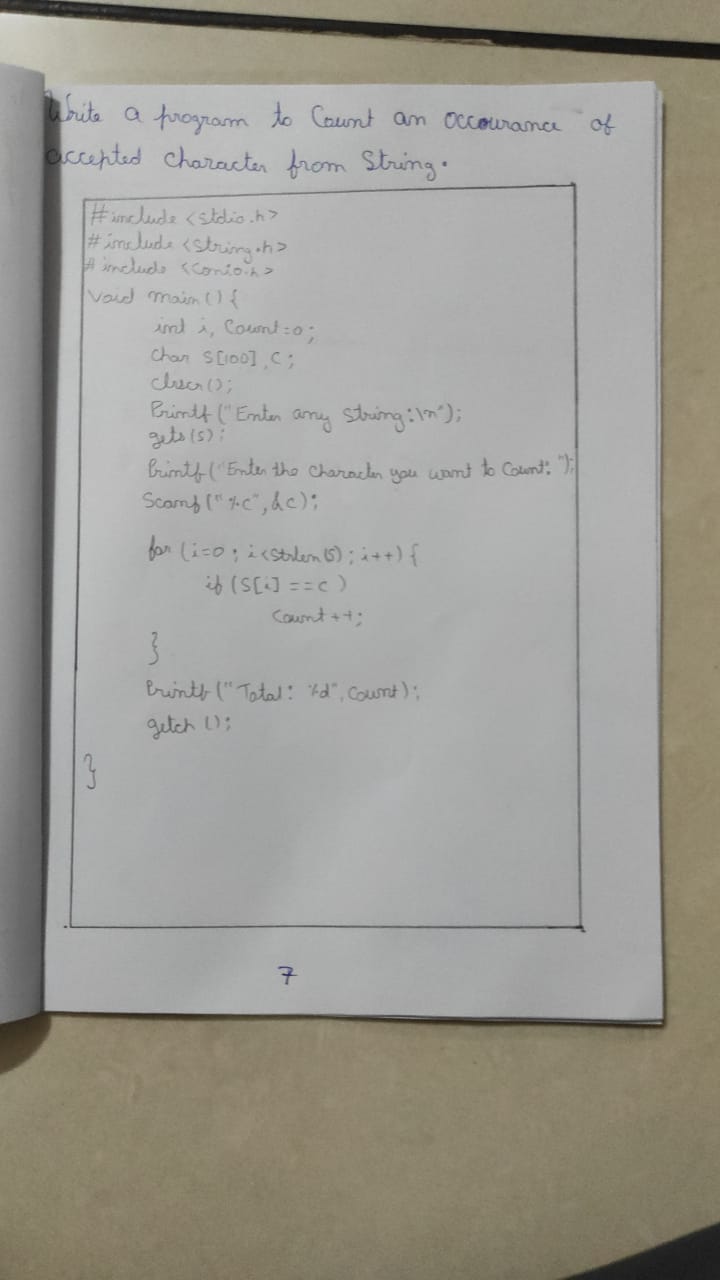 Write a program to Count an occourance of
accepted character from String.
#include <stdio.h>
#include <string.h>
#include <conio.h>
void main() {
int i, Count=0;
Char S[100], C;
clrscr();
Printf("Enter any String:\n");
gets(s);
Printf("Enter the character you want to Count: ");
Scanf("%c",&c);
for (i=0; i<strlen(s); i++) {
if (S[i] ==c)
Count++;
}
Printf("Total: %d", Count);
getch();
}
7